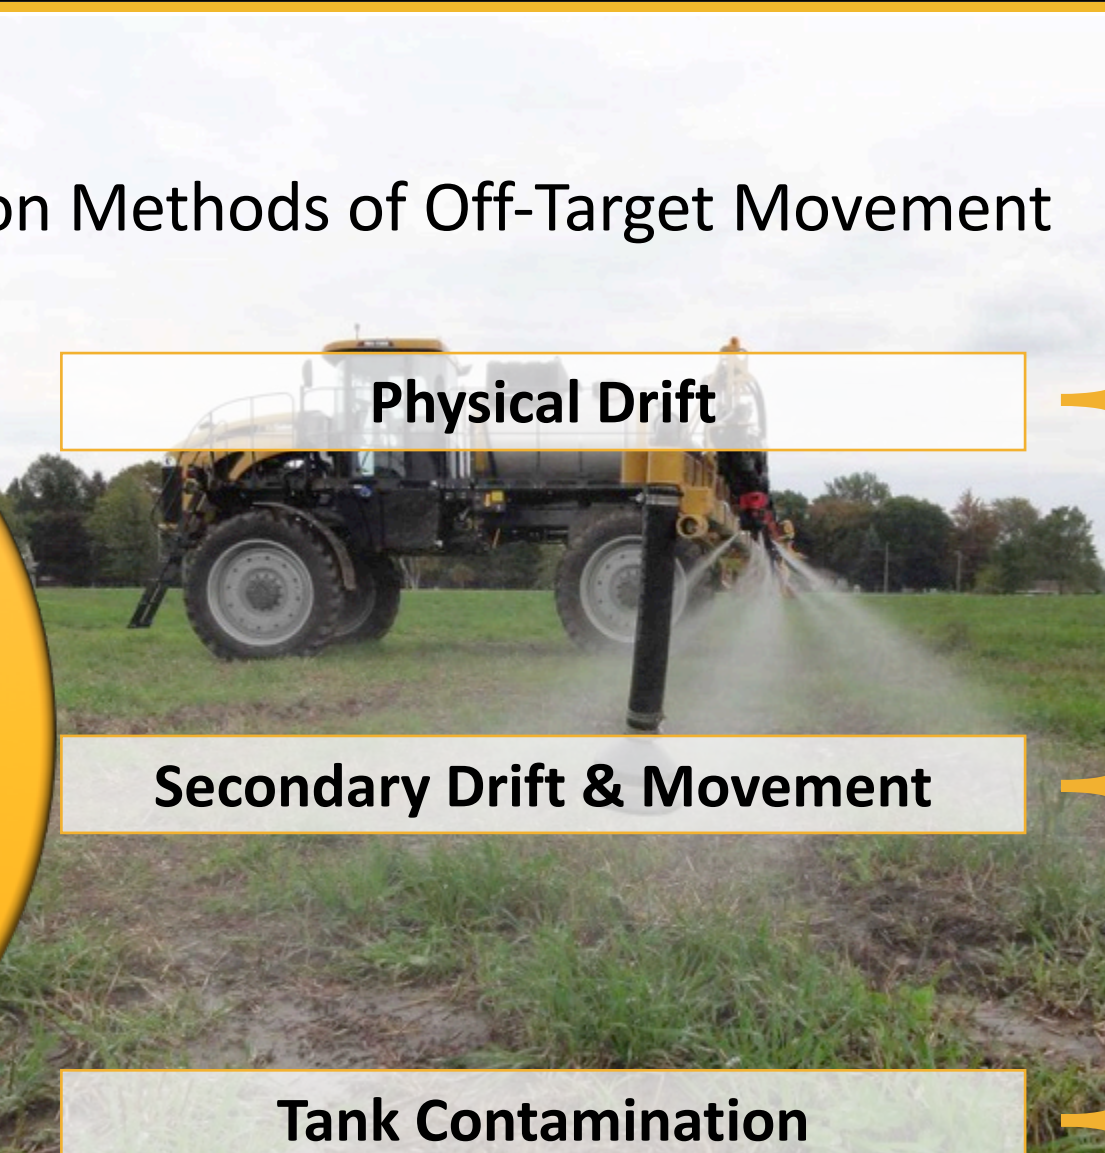 on Methods of Off-Target Movement
Physical Drift
Secondary Drift & Movement
Tank Contamination